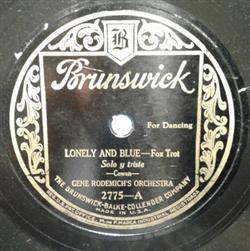 B
Brunswick
For Dancing
LONELY AND BLUE—Fox Trot
Solo y triste
—Cowan—
GENE RODEMICH'S ORCHESTRA
2775—A
THE BRUNSWICK-BALKE-COLLENDER COMPANY
MADE IN U.S.A.